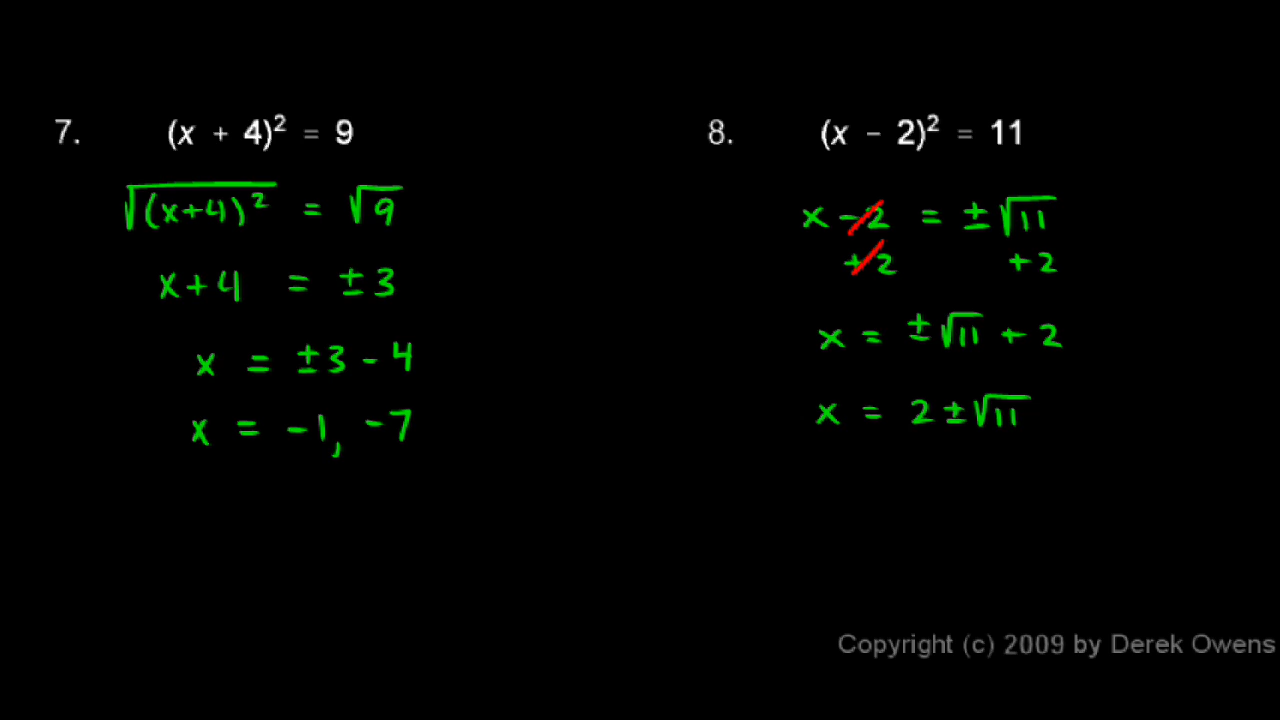 7. (x + 4)² = 9
√(x+4)² = √9
x+4 = ±3
x = ±3 - 4
x = -1, -7
8. (x - 2)² = 11
x - 2 = ±√11
+2 +2
x = ±√11 + 2
x = 2 ± √11
Copyright (c) 2009 by Derek Owens